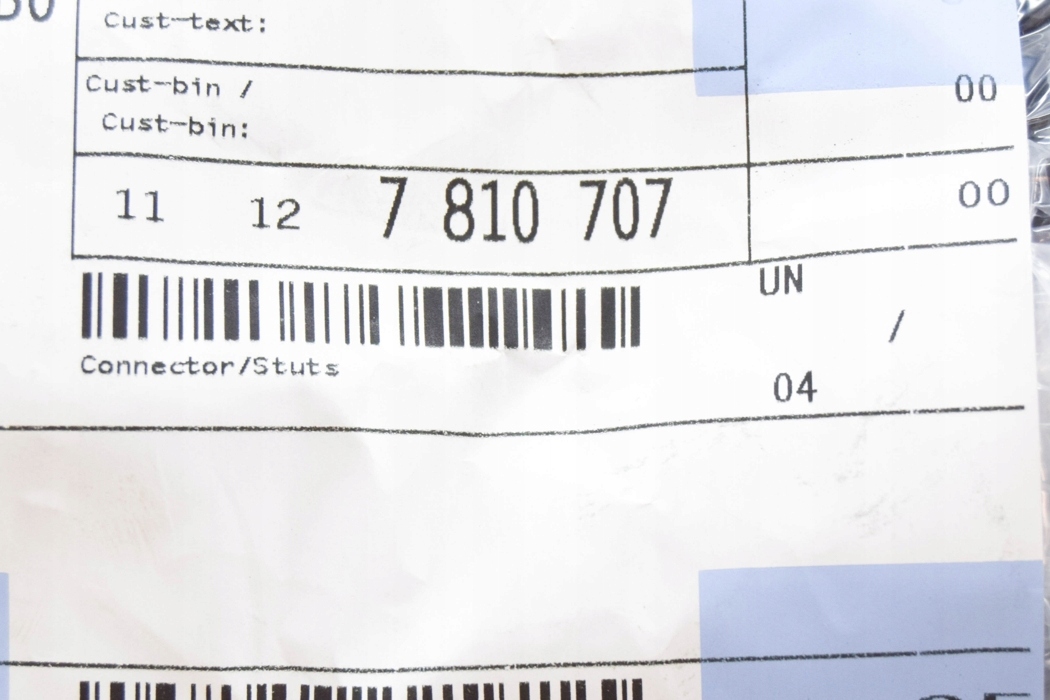 Cust-text:
Cust-bin /
00
Cust-bin:
11 12 7 810 707
00
UN
/
Connector/Stuts
04